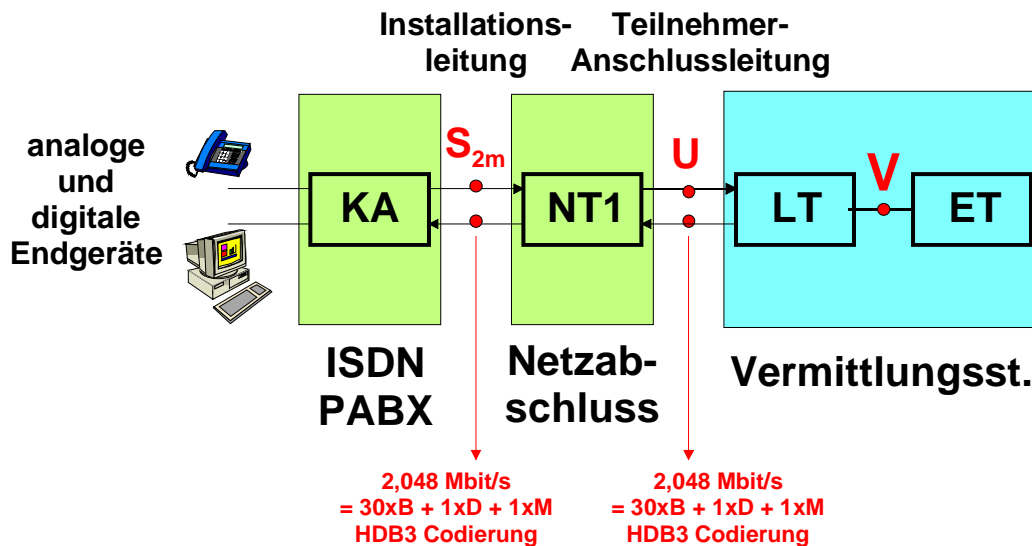 Installations-
leitung
Teilnehmer-
Anschlussleitung
analoge
und
digitale
Endgeräte
KA
S2m
NT1
U
LT
V
ET
ISDN
PABX
Netzab-
schluss
Vermittlungsst.
2,048 Mbit/s
= 30xB + 1xD + 1xM
HDB3 Codierung
2,048 Mbit/s
= 30xB + 1xD + 1xM
HDB3 Codierung